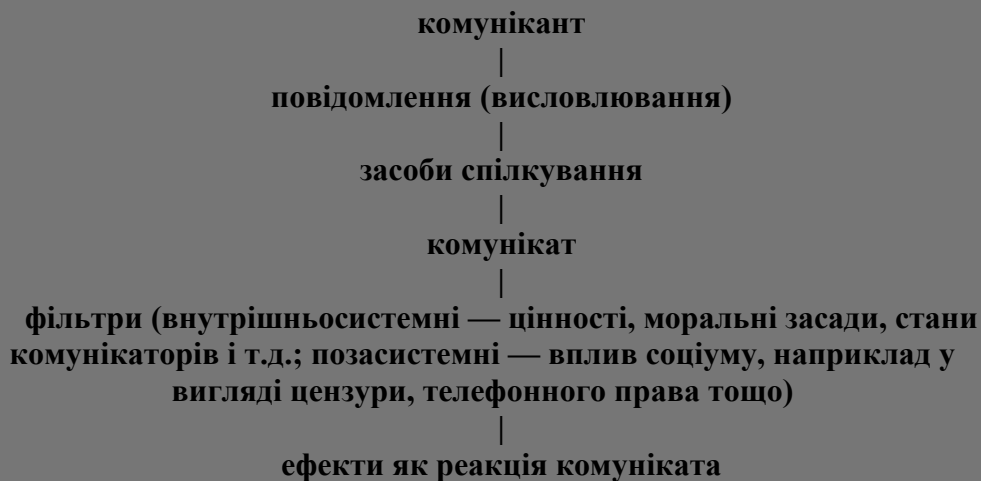 комунікант
|
повідомлення (висловлювання)
|
засоби спілкування
|
комунікат
|
фільтри (внутрішньосистемні — цінності, моральні засади, стани
комунікаторів і т.д.; позасистемні — вплив соціуму, наприклад у
вигляді цензури, телефонного права тощо)
|
ефекти як реакція комуніката